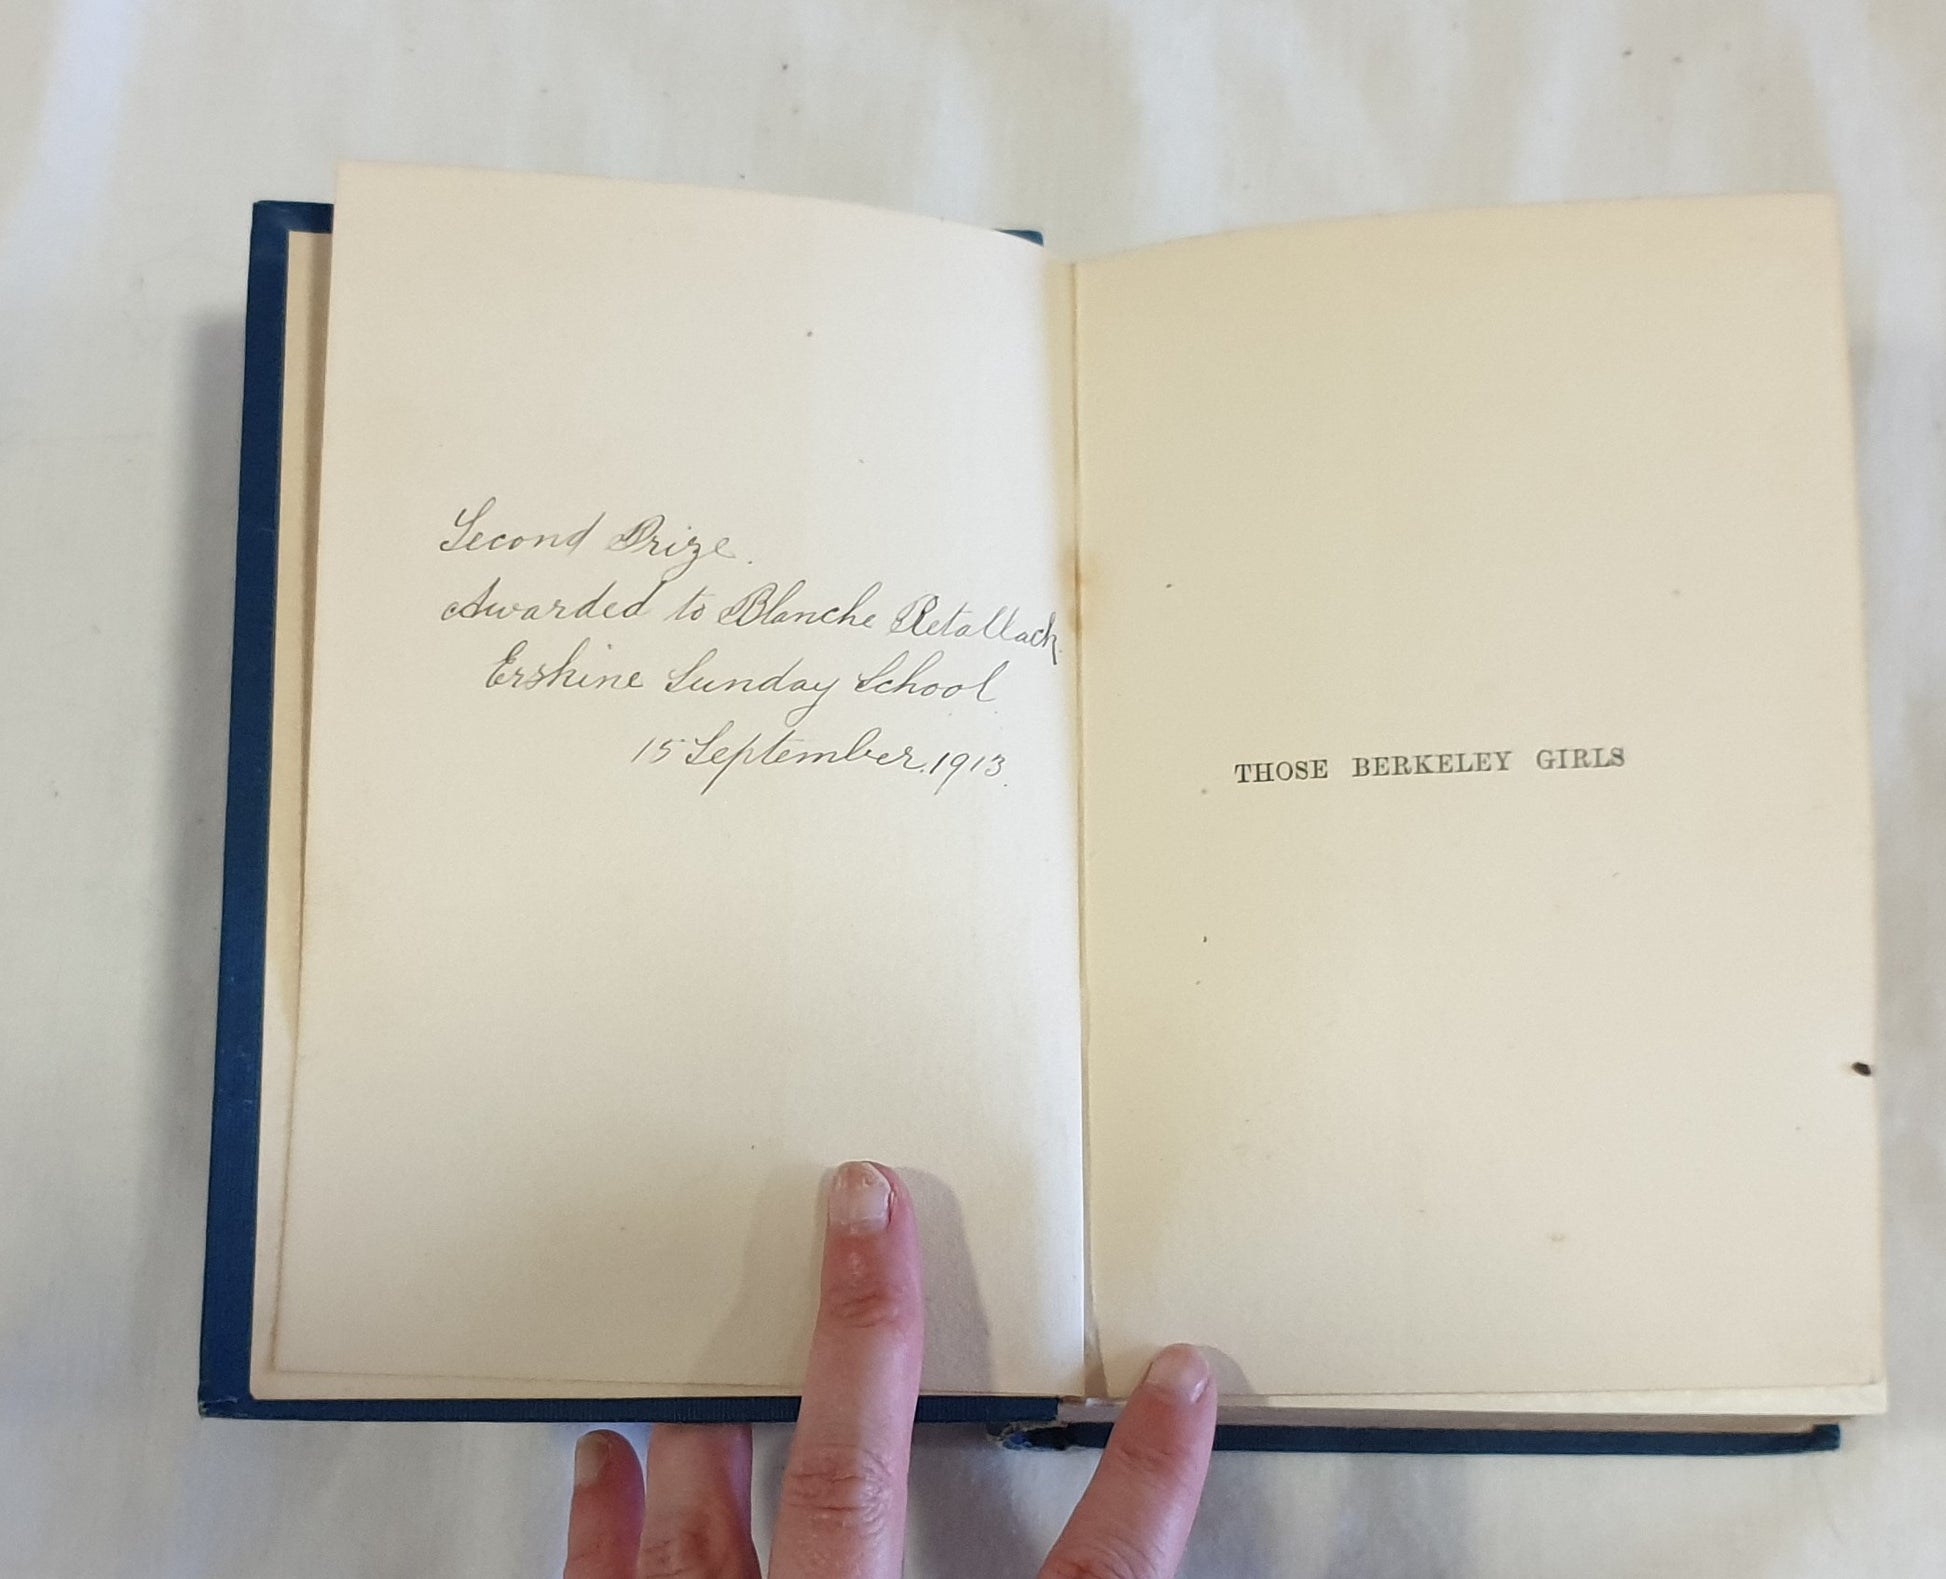 Second Prize.
Awarded to Blanche Retallack.
Erskine Sunday School
15 September. 1913.
THOSE BERKELEY GIRLS